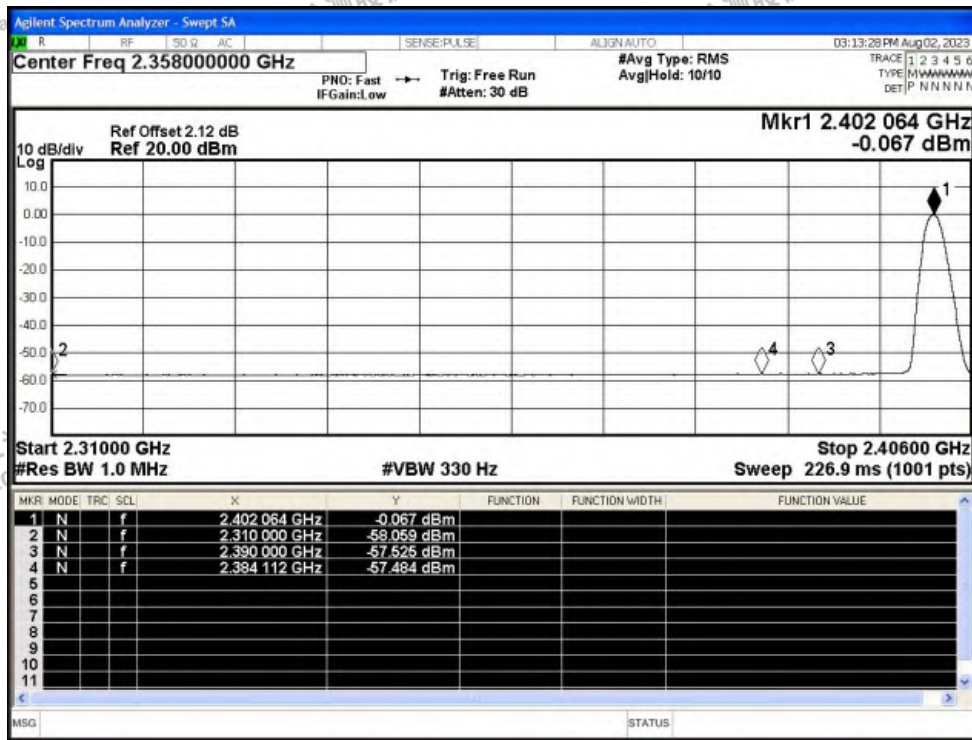 Agilent Spectrum Analyzer - Swept SA
LXI R RF 50 Ω AC SENSE:PULSE ALIGN AUTO 03:13:28 PM Aug 02, 2023
Center Freq 2.358000000 GHz #Avg Type: RMS TRACE 1 2 3 4 5 6
PNO: Fast Trig: Free Run Avg|Hold: 10/10 TYPE M
IFGain:Low #Atten: 30 dB DET P N N N N N
Mkr1 2.402 064 GHz
Ref Offset 2.12 dB -0.067 dBm
10 dB/div Ref 20.00 dBm
Log
10.0
1
0.00
-10.0
-20.0
-30.0
-40.0
-50.0 2 4 3
-60.0
-70.0
Start 2.31000 GHz Stop 2.40600 GHz
#Res BW 1.0 MHz #VBW 330 Hz Sweep 226.9 ms (1001 pts)
MKR MODE TRC SCL X Y FUNCTION FUNCTION WIDTH FUNCTION VALUE
1 N f 2.402 064 GHz -0.067 dBm
2 N f 2.310 000 GHz -58.059 dBm
3 N f 2.390 000 GHz -57.525 dBm
4 N f 2.384 112 GHz -57.484 dBm
5
6
7
8
9
10
11
MSG STATUS